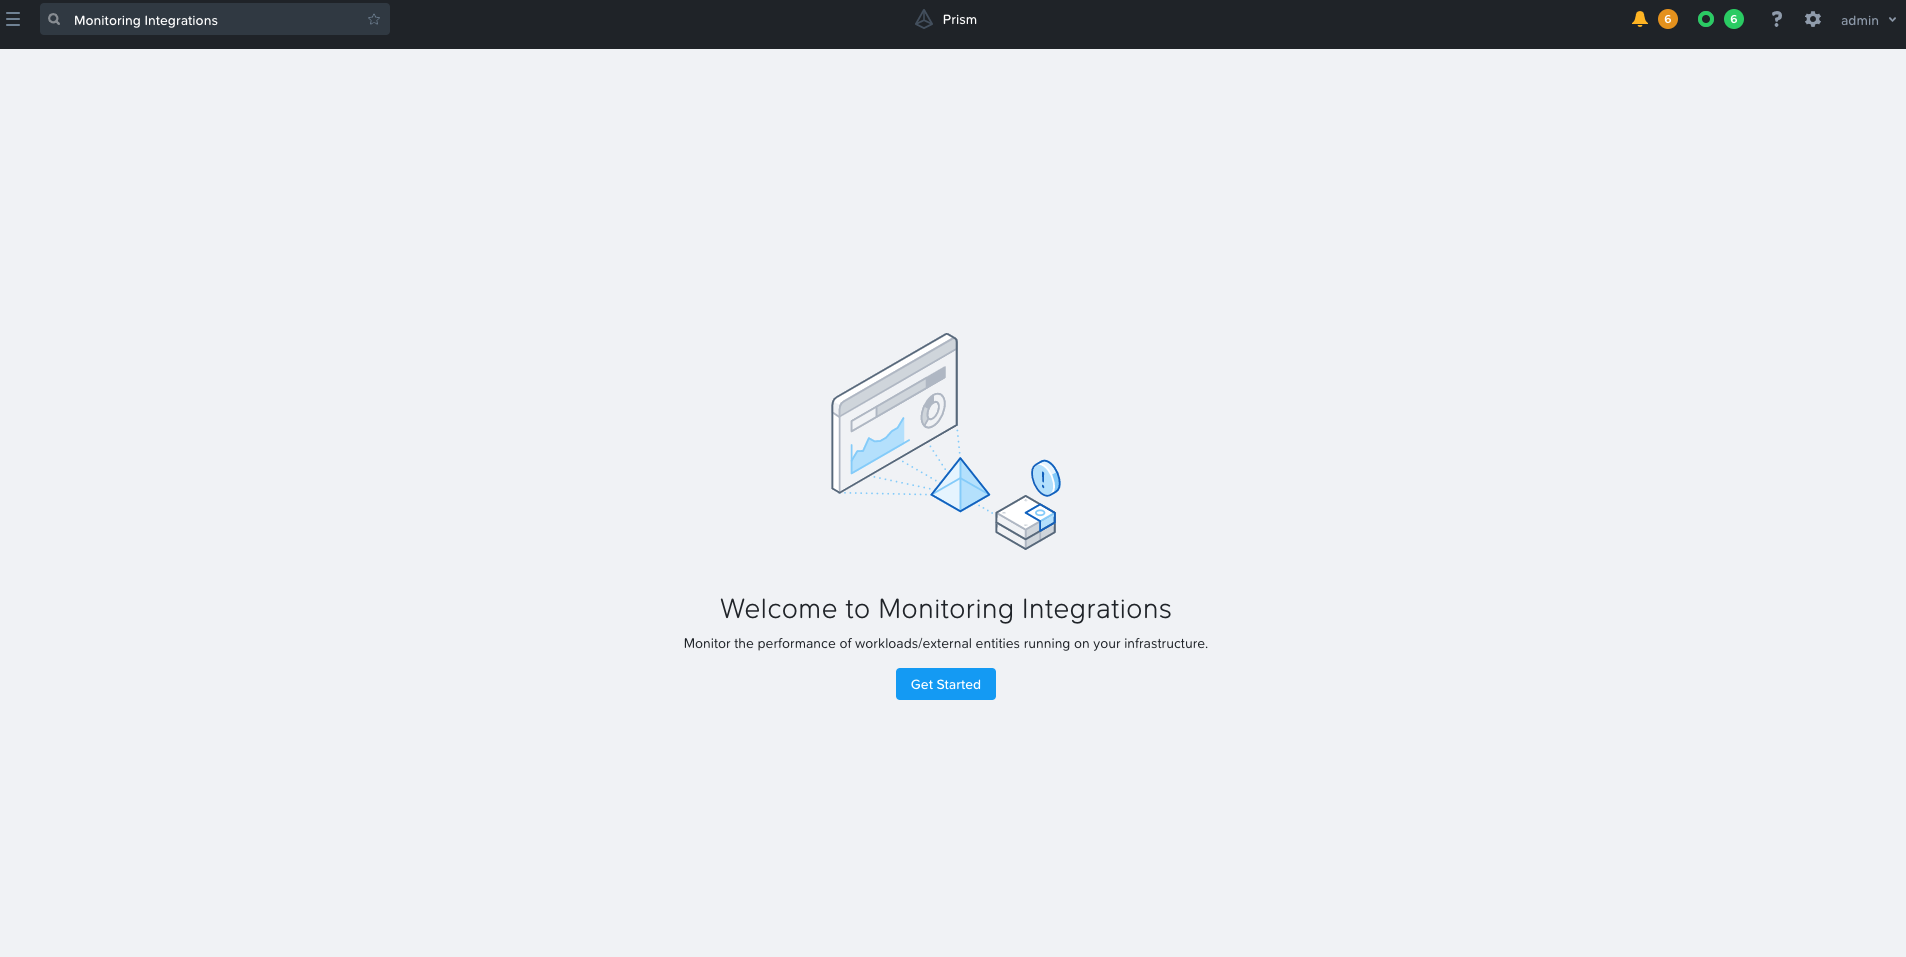 Monitoring Integrations
Prism
6
6
?
admin
!
Welcome to Monitoring Integrations
Monitor the performance of workloads/external entities running on your infrastructure.
Get Started